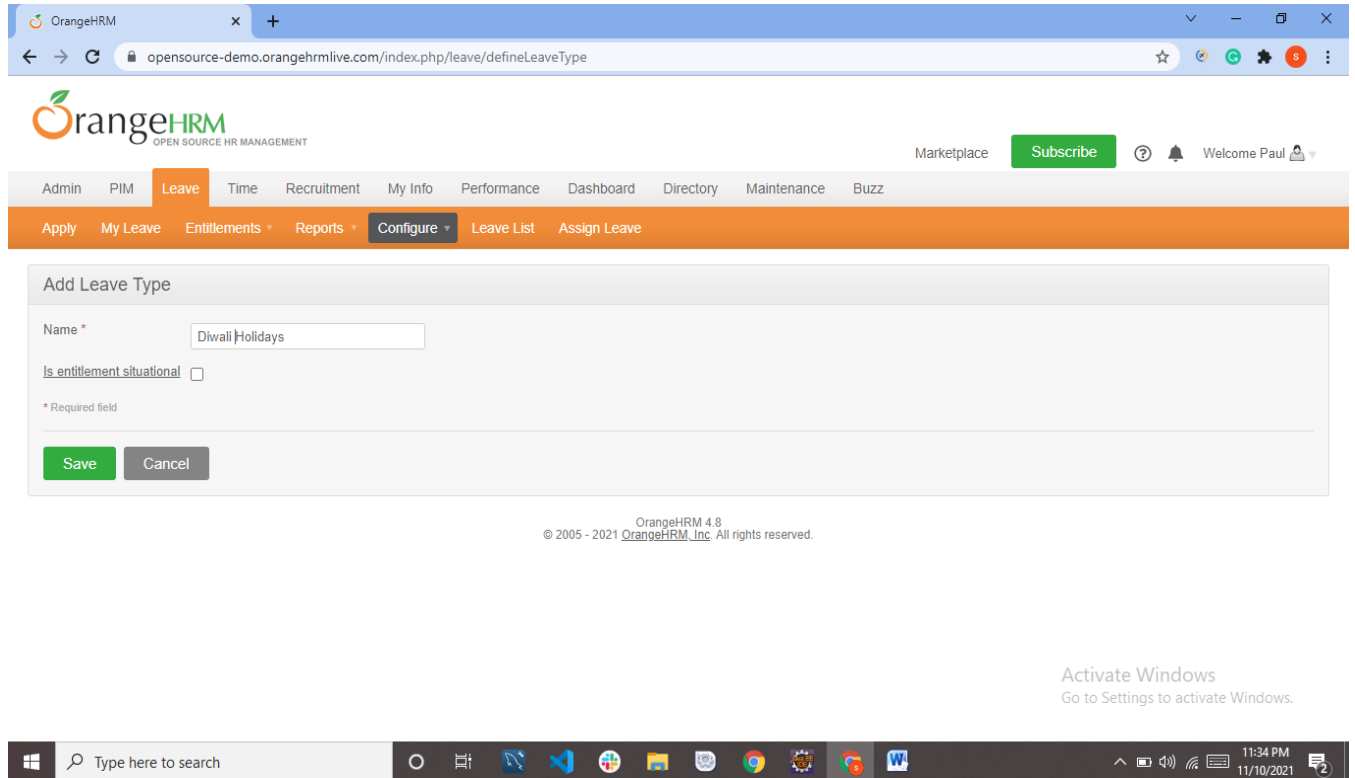 OrangeHRM
opensource-demo.orangehrmlive.com/index.php/leave/defineLeaveType
S
OrangeHRM
OPEN SOURCE HR MANAGEMENT
Marketplace Subscribe ? Welcome Paul
Admin PIM Leave Time Recruitment My Info Performance Dashboard Directory Maintenance Buzz
Apply My Leave Entitlements Reports Configure Leave List Assign Leave
Add Leave Type
Name * Diwali Holidays
Is entitlement situational
* Required field
Save Cancel
OrangeHRM 4.8
© 2005 - 2021 OrangeHRM, Inc. All rights reserved.
Activate Windows
Go to Settings to activate Windows.
Type here to search
11:34 PM
11/10/2021
2